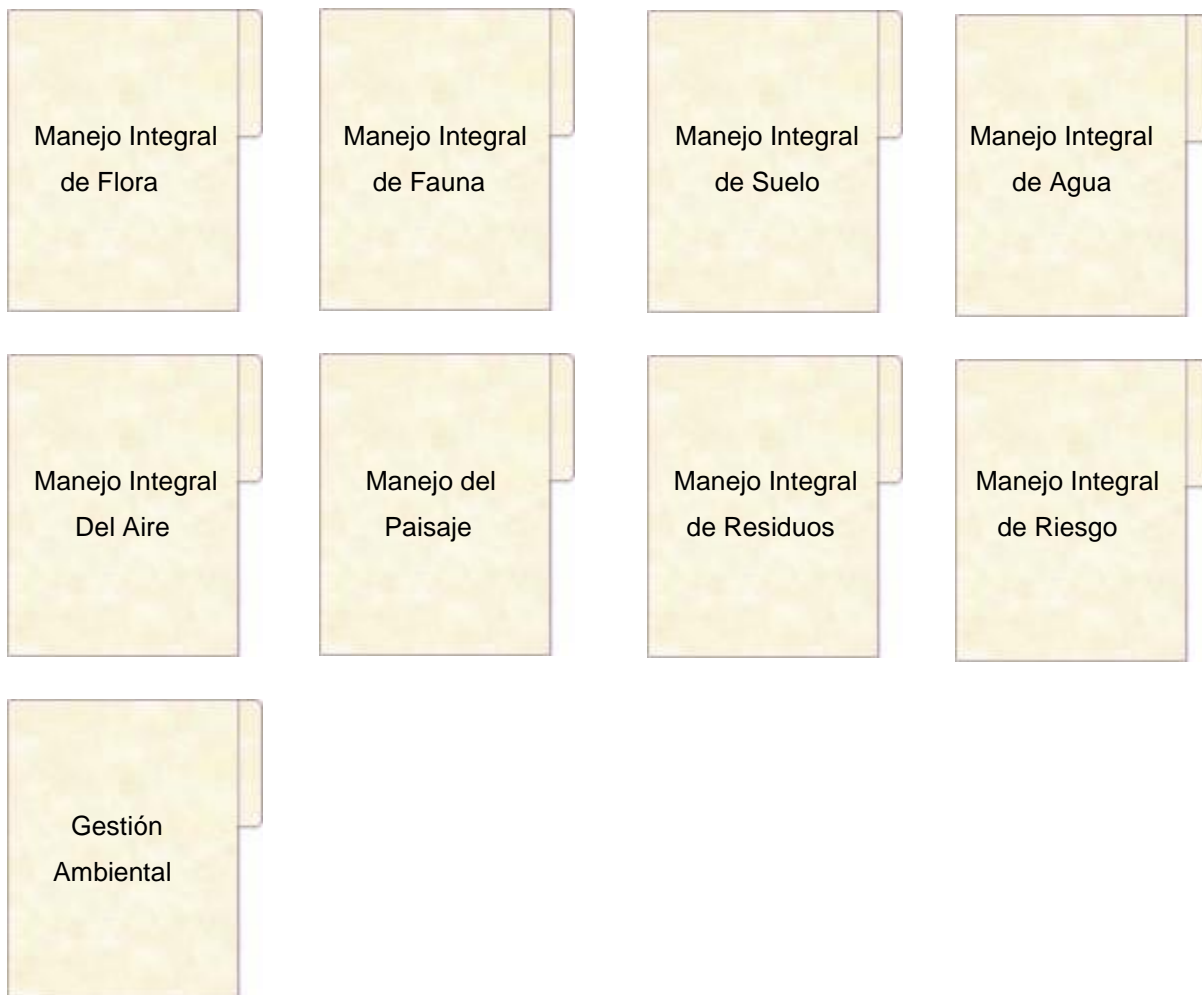 Manejo Integral
de Flora
Manejo Integral
de Fauna
Manejo Integral
de Suelo
Manejo Integral
de Agua
Manejo Integral
Del Aire
Manejo del
Paisaje
Manejo Integral
de Residuos
Manejo Integral
de Riesgo
Gestión
Ambiental